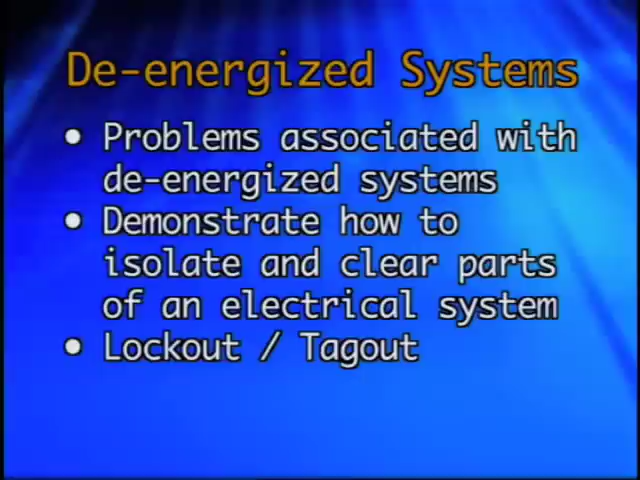 De-energized Systems
• Problems associated with
de-energized systems
• Demonstrate how to
isolate and clear parts
of an electrical system
• Lockout / Tagout